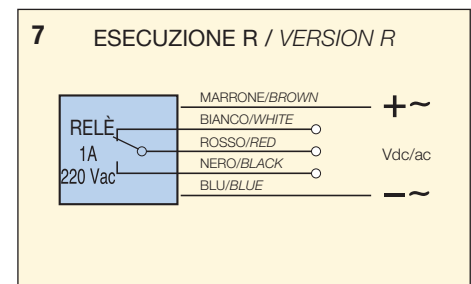 7 ESECUZIONE R / VERSION R
MARRONE/BROWN
+~
BIANCO/WHITE
RELÈ
ROSSO/RED
1A
Vdc/ac
NERO/BLACK
220 Vac
BLU/BLUE
−~